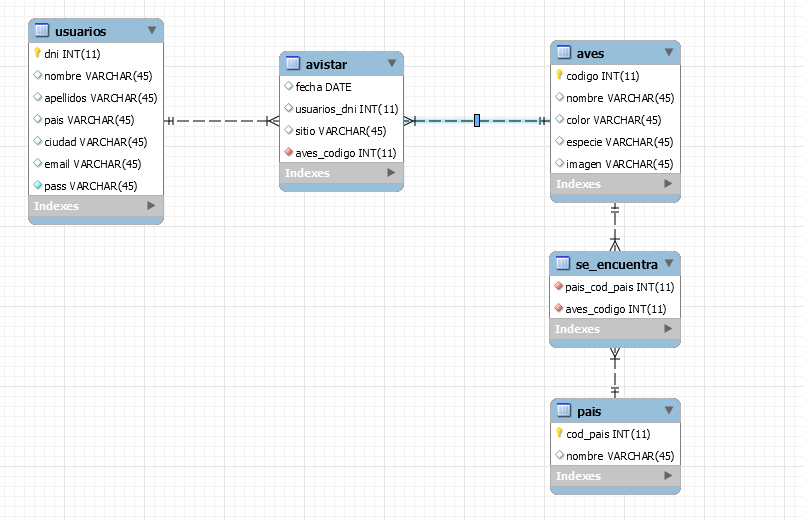 usuarios
dni INT(11)
nombre VARCHAR(45)
apellidos VARCHAR(45)
pais VARCHAR(45)
ciudad VARCHAR(45)
email VARCHAR(45)
pass VARCHAR(45)
Indexes
avistar
fecha DATE
usuarios_dni INT(11)
sitio VARCHAR(45)
aves_codigo INT(11)
Indexes
aves
codigo INT(11)
nombre VARCHAR(45)
color VARCHAR(45)
especie VARCHAR(45)
imagen VARCHAR(45)
Indexes
se_encuentra
pais_cod_pais INT(11)
aves_codigo INT(11)
Indexes
pais
cod_pais INT(11)
nombre VARCHAR(45)
Indexes